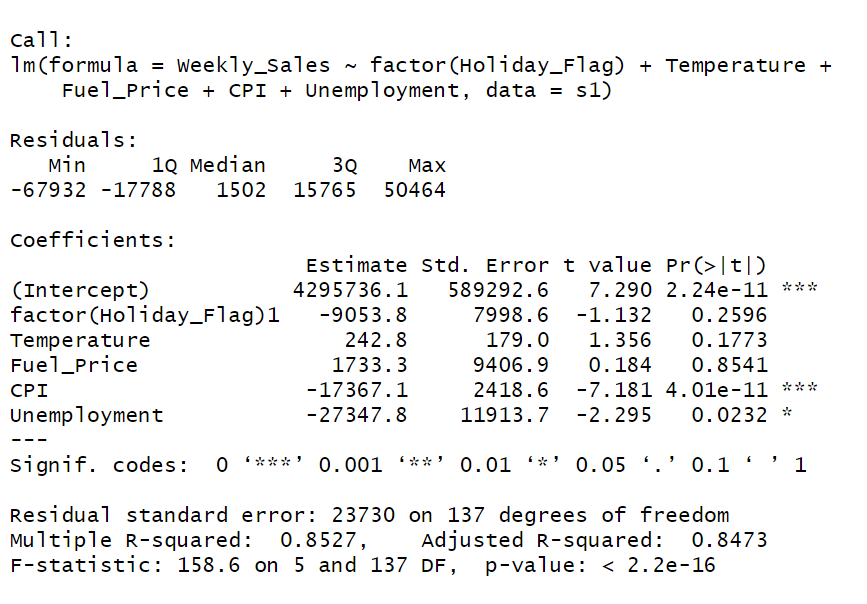 Call:
lm(formula = Weekly_Sales ~ factor(Holiday_Flag) + Temperature +
    Fuel_Price + CPI + Unemployment, data = s1)

Residuals:
   Min     1Q Median     3Q    Max
-67932 -17788   1502  15765  50464

Coefficients:
                       Estimate Std. Error t value Pr(>|t|)
(Intercept)           4295736.1   589292.6   7.290 2.24e-11 ***
factor(Holiday_Flag)1   -9053.8     7998.6  -1.132   0.2596
Temperature               242.8      179.0   1.356   0.1773
Fuel_Price               1733.3     9406.9   0.184   0.8541
CPI                    -17367.1     2418.6  -7.181 4.01e-11 ***
Unemployment           -27347.8    11913.7  -2.295   0.0232 *
---
Signif. codes:  0 ‘***’ 0.001 ‘**’ 0.01 ‘*’ 0.05 ‘.’ 0.1 ‘ ’ 1

Residual standard error: 23730 on 137 degrees of freedom
Multiple R-squared:  0.8527,    Adjusted R-squared:  0.8473
F-statistic: 158.6 on 5 and 137 DF,  p-value: < 2.2e-16